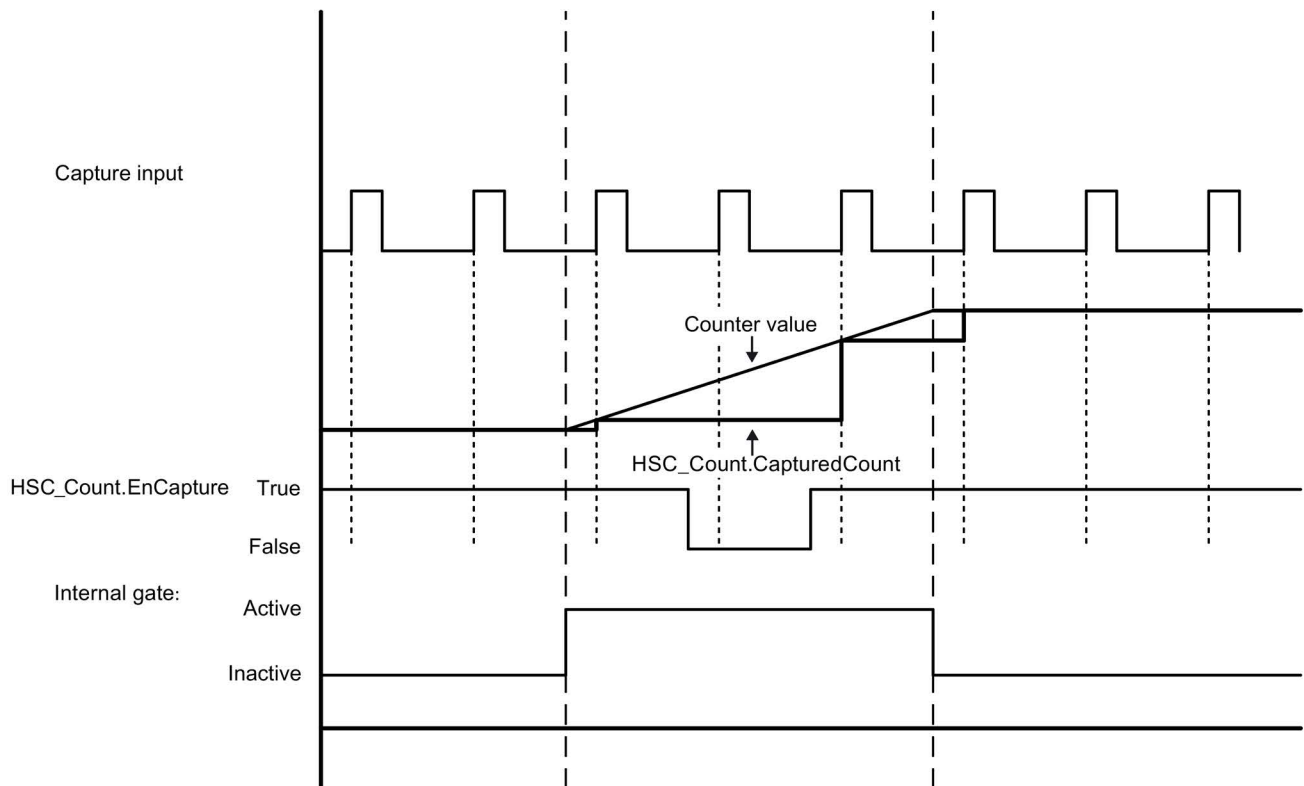 Capture input
Counter value
HSC_Count.CapturedCount
HSC_Count.EnCapture True
False
Internal gate:
Active
Inactive